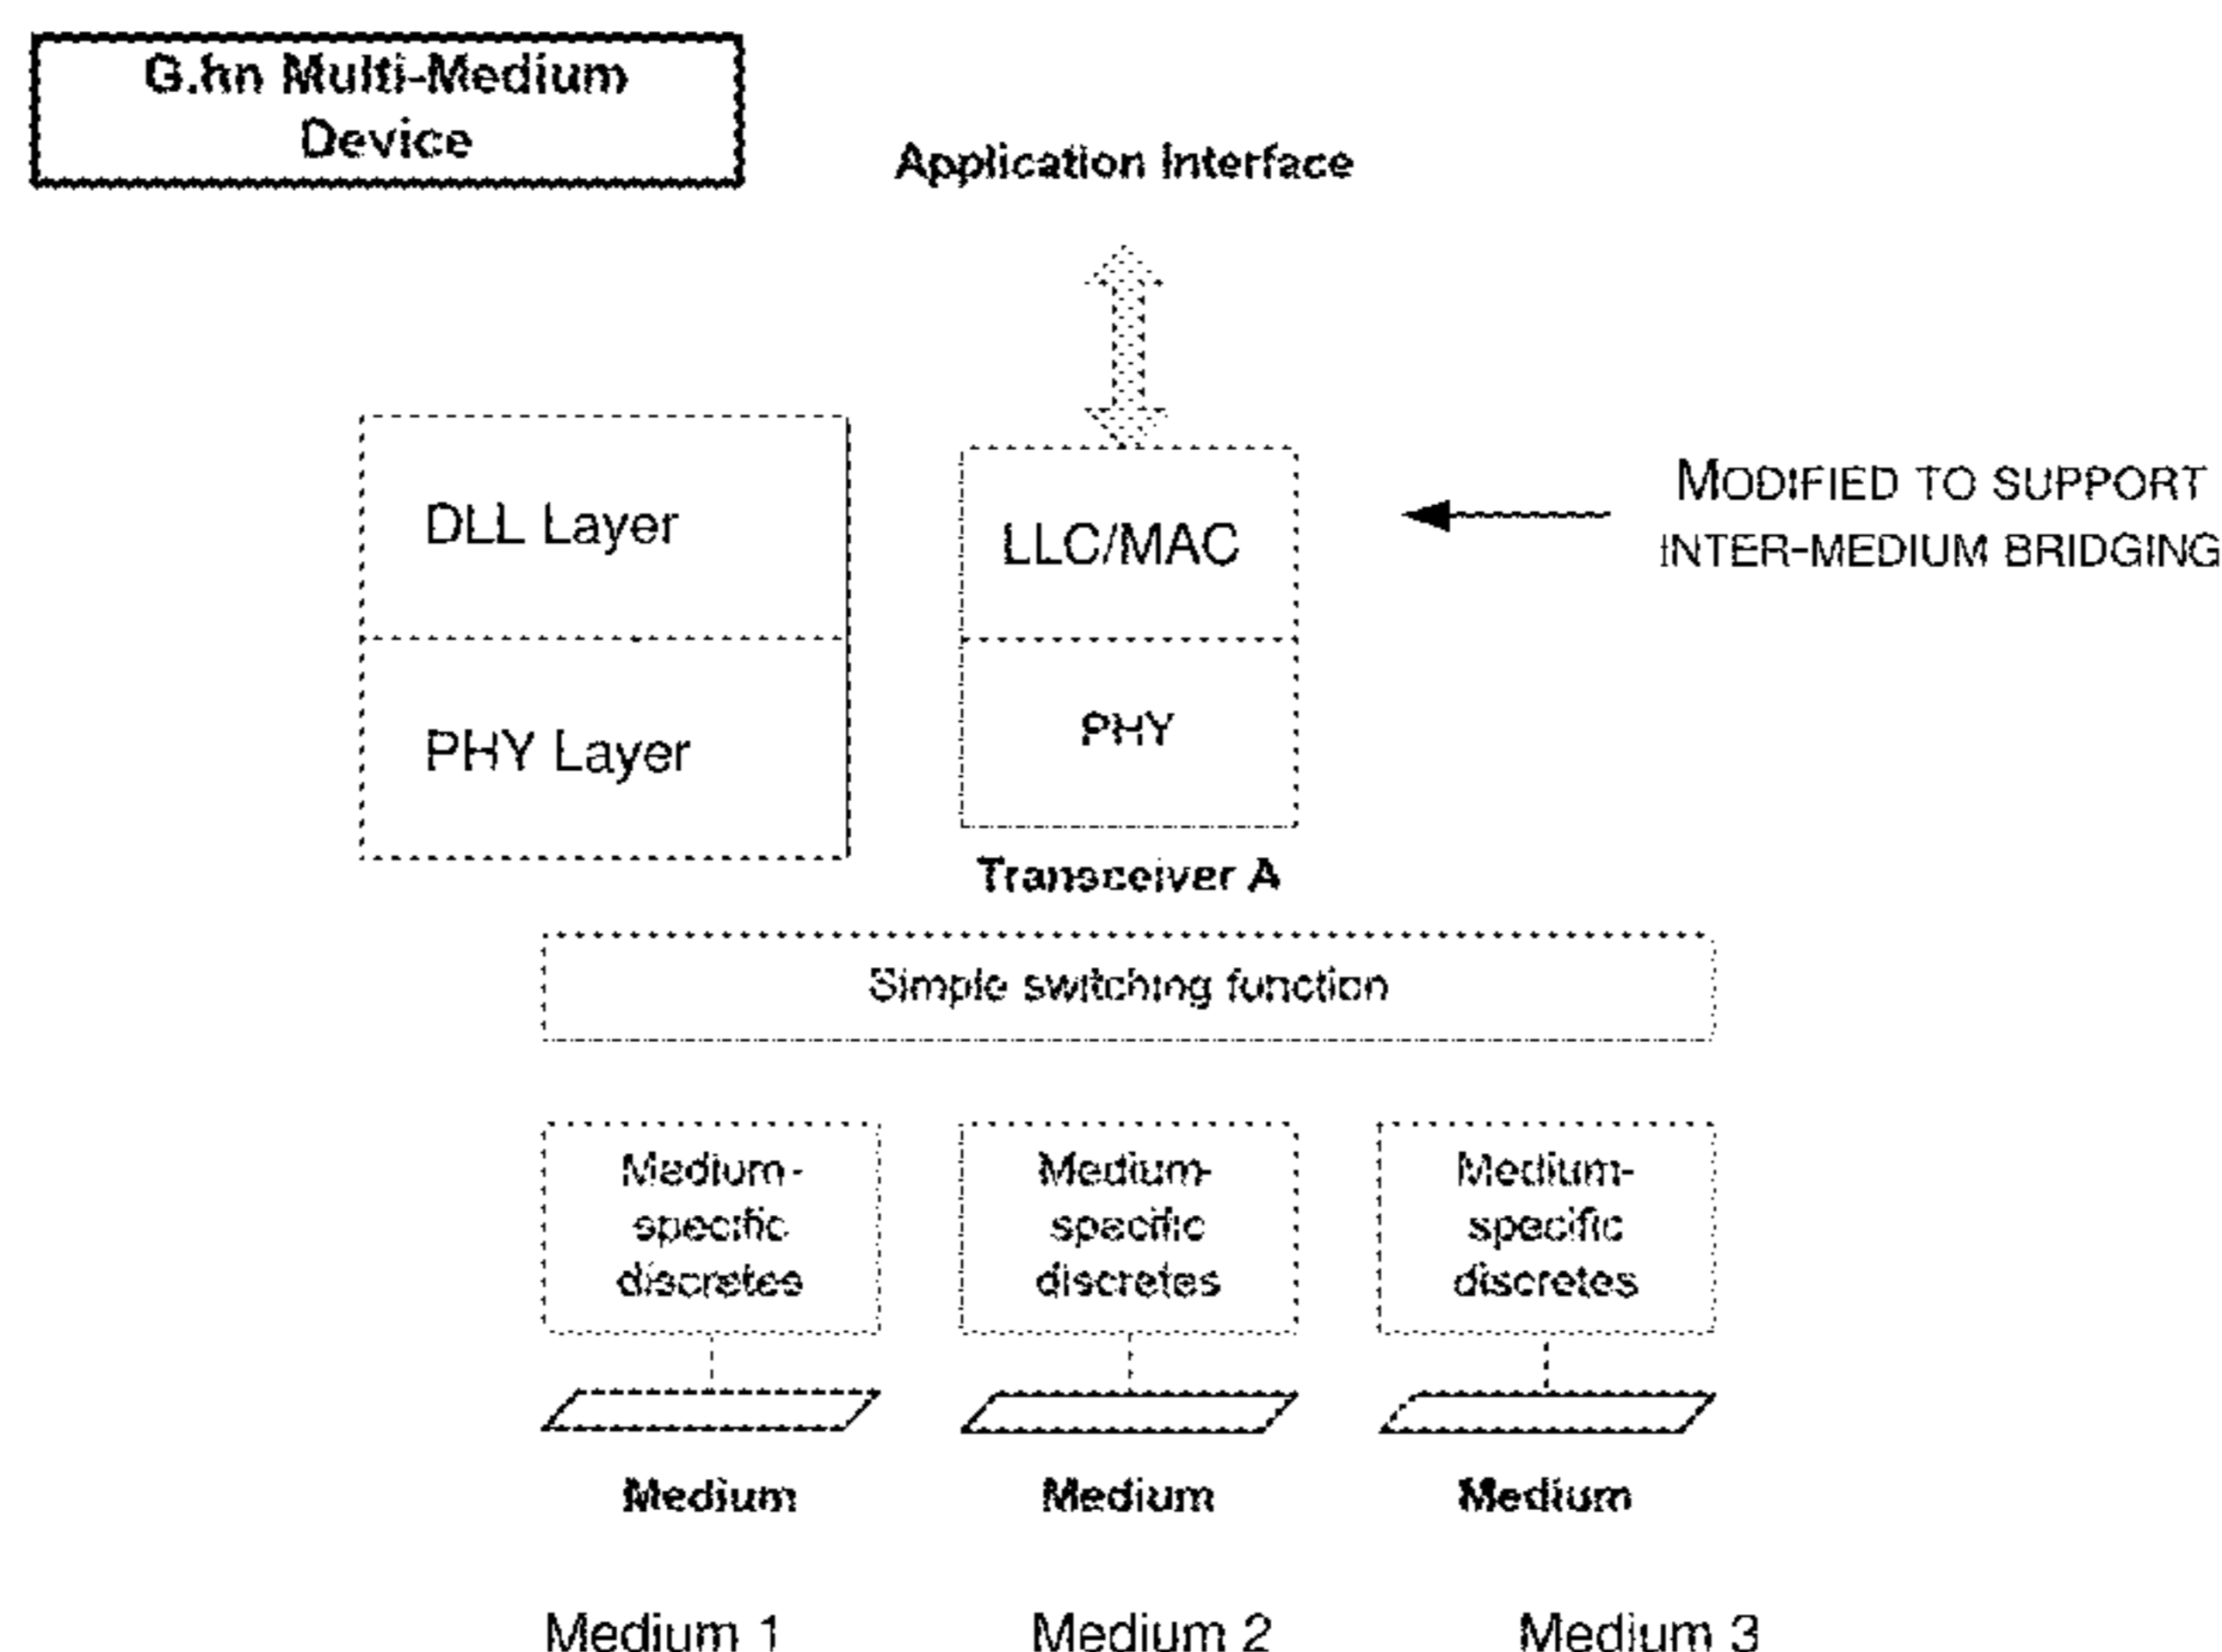 G.hn Multi-Medium
Device
Application Interface
DLL Layer
LLC/MAC
MODIFIED TO SUPPORT
INTER-MEDIUM BRIDGING
PHY Layer
PHY
Transceiver A
Simple switching function
Medium-
specific
discretes
Medium-
specific
discretes
Medium-
specific
discretes
Medium
Medium
Medium
Medium 1
Medium 2
Medium 3